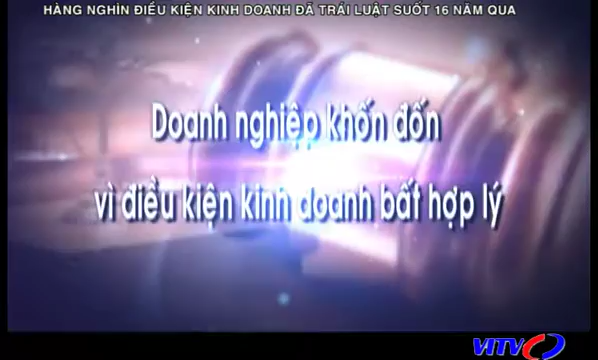 HÀNG NGHÌN ĐIỀU KIỆN KINH DOANH ĐÃ TRÁI LUẬT SUỐT 16 NĂM QUA
Doanh nghiệp khốn đốn
vì điều kiện kinh doanh bất hợp lý
VITV